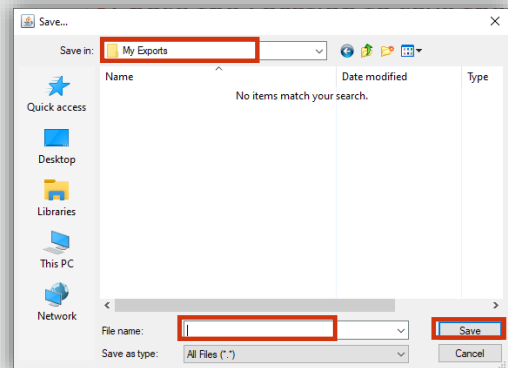 Save...
Save in: My Exports
Name Date modified Type
No items match your search.
Quick access
Desktop
Libraries
This PC
Network
File name: Save
Save as type: All Files (*.*) Cancel